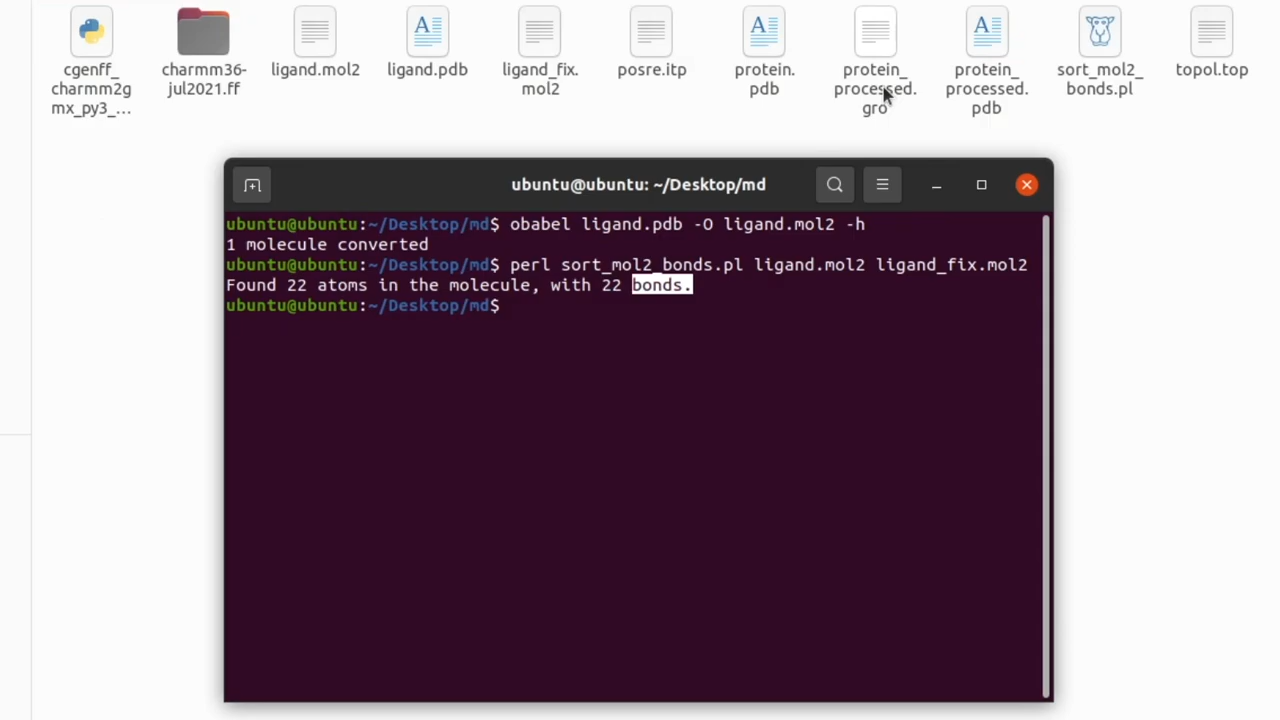 cgenff_
charmm2g
mx_py3_...
charmm36-
jul2021.ff
ligand.mol2
ligand.pdb
ligand_fix.
mol2
posre.itp
protein.
pdb
protein_
processed.
gro
protein_
processed.
pdb
sort_mol2_
bonds.pl
topol.top
ubuntu@ubuntu: ~/Desktop/md
ubuntu@ubuntu:~/Desktop/md$ obabel ligand.pdb -O ligand.mol2 -h
1 molecule converted
ubuntu@ubuntu:~/Desktop/md$ perl sort_mol2_bonds.pl ligand.mol2 ligand_fix.mol2
Found 22 atoms in the molecule, with 22 bonds.
ubuntu@ubuntu:~/Desktop/md$